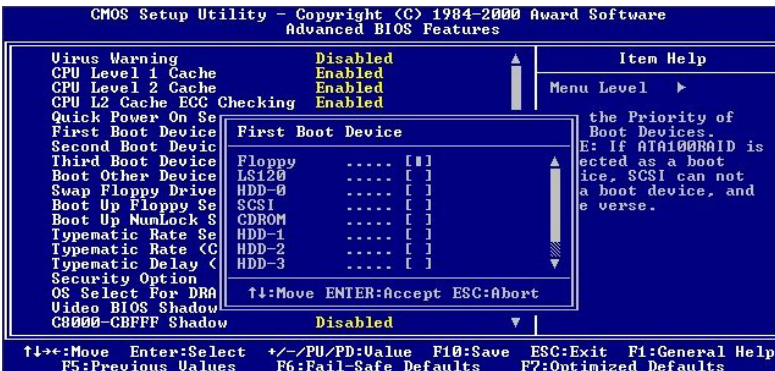 CMOS Setup Utility - Copyright (C) 1984-2000 Award Software
Advanced BIOS Features
Virus Warning Disabled
CPU Level 1 Cache Enabled
CPU Level 2 Cache Enabled
CPU L2 Cache ECC Checking Enabled
Quick Power On Se
First Boot Device
Second Boot Devic
Third Boot Device
Boot Other Device
Swap Floppy Drive
Boot Up Floppy Se
Boot Up NumLock S
Typematic Rate Se
Typematic Rate (C
Typematic Delay (
Security Option
OS Select For DRA
Video BIOS Shadow
C8000-CBFFF Shadow Disabled
First Boot Device
Floppy ..... [▮]
LS120 ..... [ ]
HDD-0 ..... [ ]
SCSI ..... [ ]
CDROM ..... [ ]
HDD-1 ..... [ ]
HDD-2 ..... [ ]
HDD-3 ..... [ ]
↑↓:Move ENTER:Accept ESC:Abort
Item Help
Menu Level ▶
the Priority of
Boot Devices.
E: If ATA100RAID is
ected as a boot
ice, SCSI can not
a boot device, and
e verse.
↑↓→←:Move Enter:Select +/-/PU/PD:Value F10:Save ESC:Exit F1:General Help
F5:Previous Values F6:Fail-Safe Defaults F7:Optimized Defaults